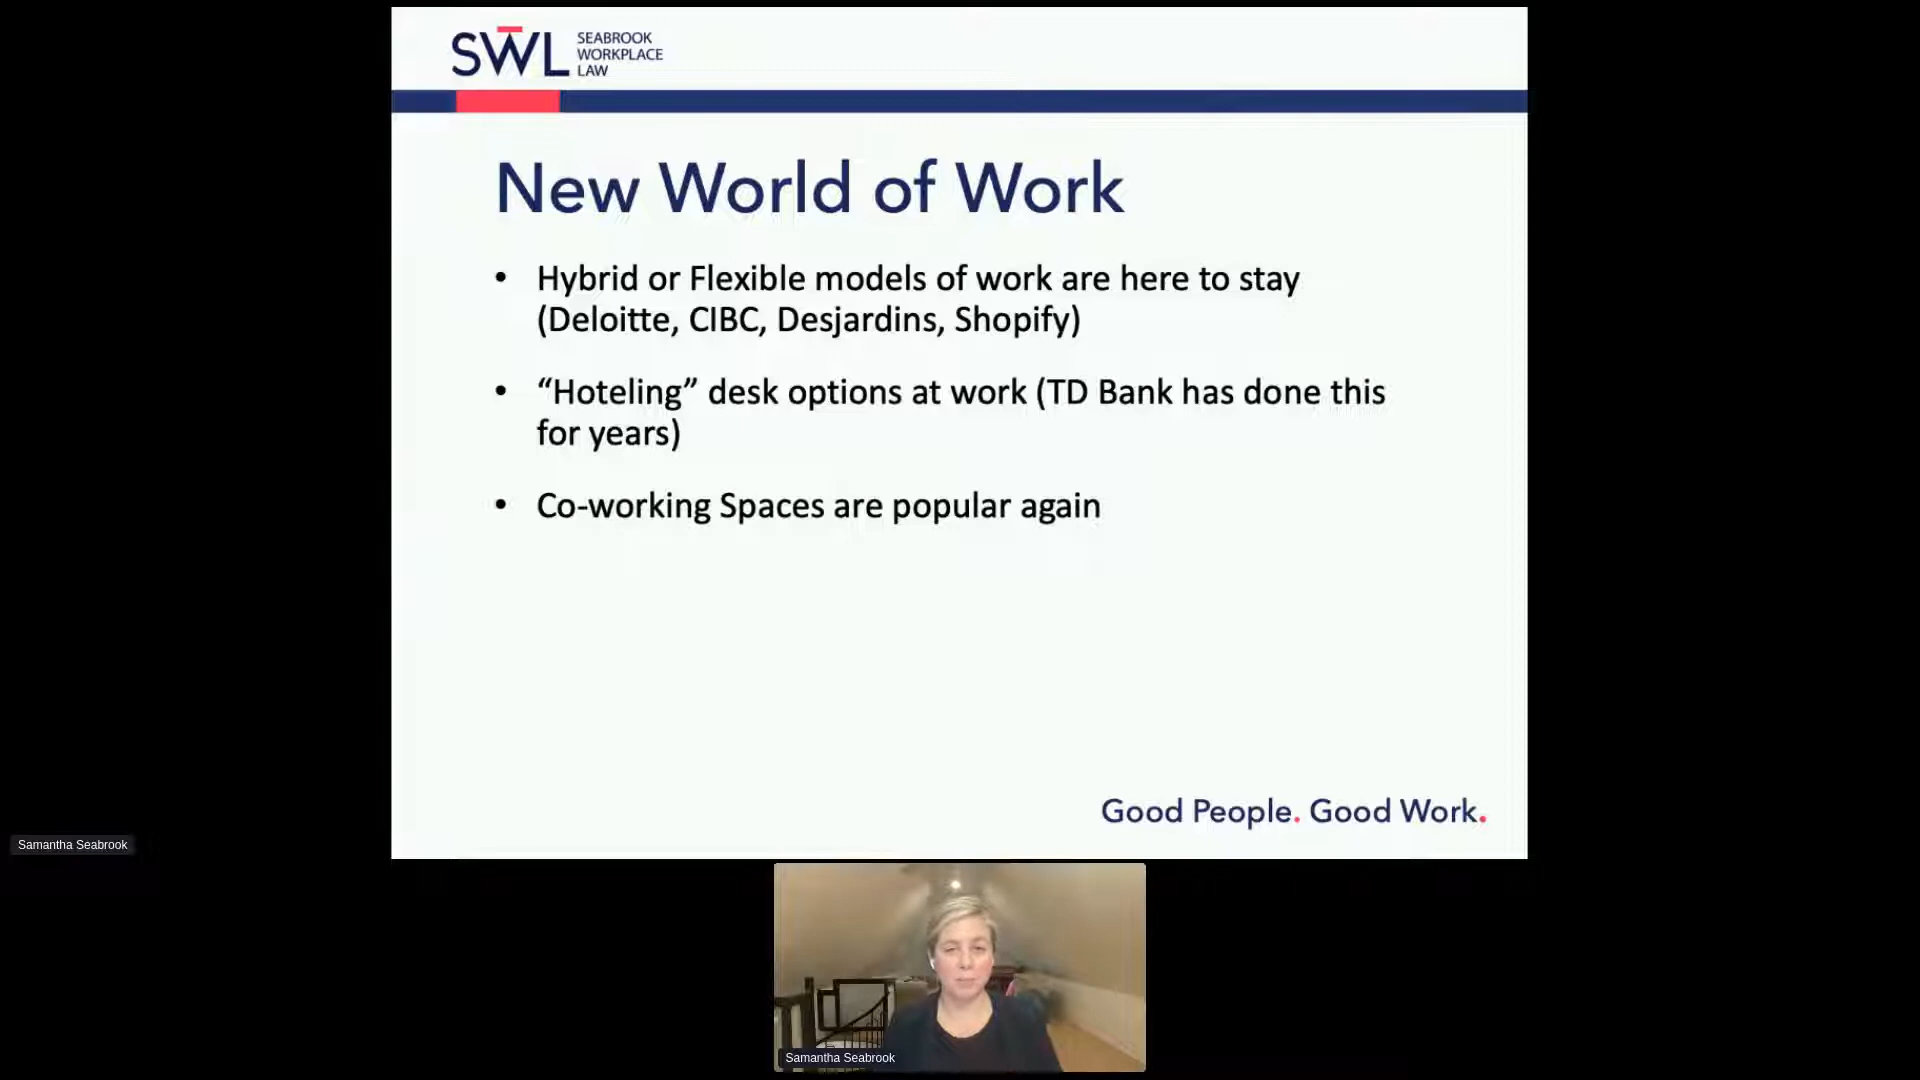 SWL SEABROOK
WORKPLACE
LAW
New World of Work
• Hybrid or Flexible models of work are here to stay
(Deloitte, CIBC, Desjardins, Shopify)
• “Hoteling” desk options at work (TD Bank has done this
for years)
• Co-working Spaces are popular again
Good People. Good Work.
Samantha Seabrook
Samantha Seabrook